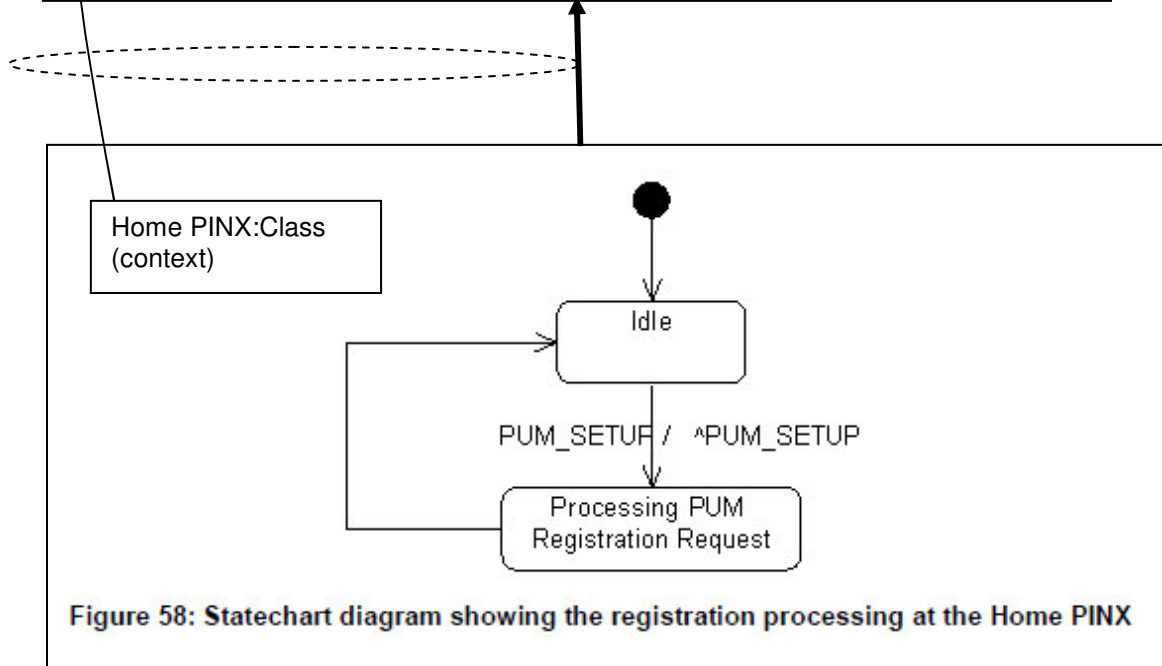 Home PINX:Class
(context)
Idle
PUM_SETUP / ^PUM_SETUP
Processing PUM
Registration Request
Figure 58: Statechart diagram showing the registration processing at the Home PINX